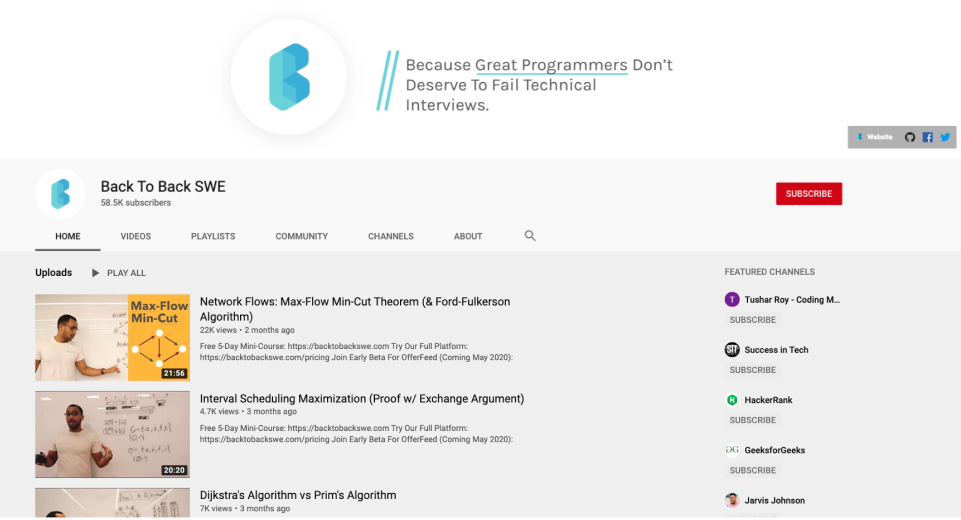 Because Great Programmers Don't
Deserve To Fail Technical
Interviews.
Website
Back To Back SWE
58.5K subscribers
SUBSCRIBE
HOME VIDEOS PLAYLISTS COMMUNITY CHANNELS ABOUT
Uploads PLAY ALL
Max-Flow
Min-Cut
21:56
Network Flows: Max-Flow Min-Cut Theorem (& Ford-Fulkerson
Algorithm)
22K views • 2 months ago
Free 5-Day Mini-Course: https://backtobackswe.com Try Our Full Platform:
https://backtobackswe.com/pricing Join Early Beta For OfferFeed (Coming May 2020):
20:20
Interval Scheduling Maximization (Proof w/ Exchange Argument)
4.7K views • 3 months ago
Free 5-Day Mini-Course: https://backtobackswe.com Try Our Full Platform:
https://backtobackswe.com/pricing Join Early Beta For OfferFeed (Coming May 2020):
Dijkstra's Algorithm vs Prim's Algorithm
7K views • 3 months ago
FEATURED CHANNELS
T
Tushar Roy - Coding M...
SUBSCRIBE
SIT
Success in Tech
SUBSCRIBE
H
HackerRank
SUBSCRIBE
GeeksforGeeks
SUBSCRIBE
Jarvis Johnson